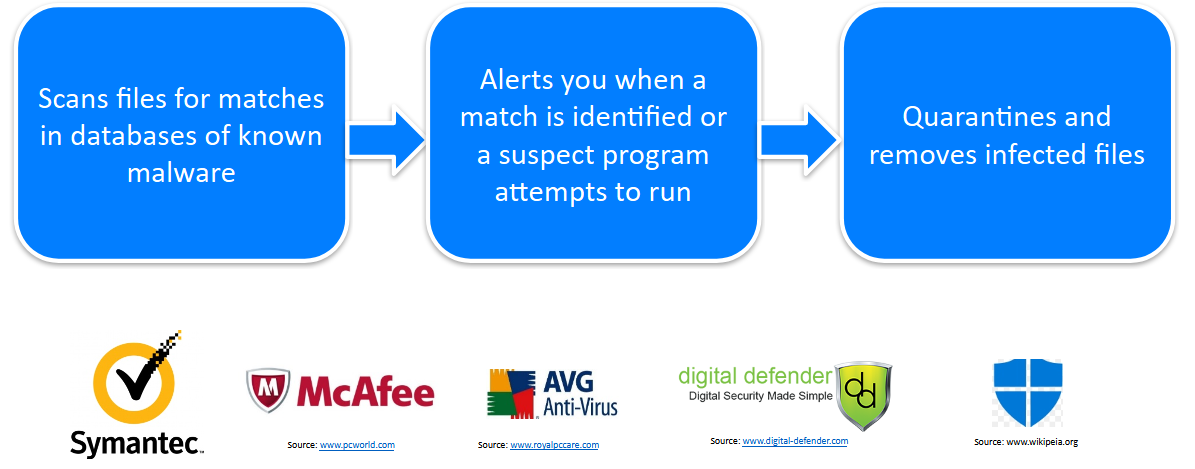 Scans files for matches
in databases of known
malware
Alerts you when a
match is identified or
a suspect program
attempts to run
Quarantines and
removes infected files
Symantec™
McAfee
Source: www.pcworld.com
AVG
Anti-Virus
Source: www.royalpccare.com
digital defender
Digital Security Made Simple
dd
Source: www.digital-defender.com
Source: www.wikipeia.org